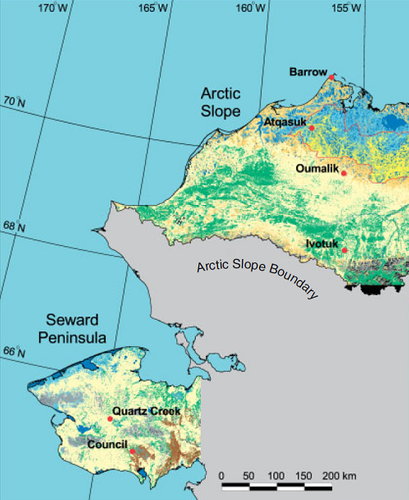 170°W
165°W
160°W
155°W
Barrow
Arctic
Slope
70°N
Atqasuk
Oumalik
68°N
Ivotuk
Arctic Slope Boundary
Seward
Peninsula
66°N
Quartz Creek
Council
0 50 100 150 200 km